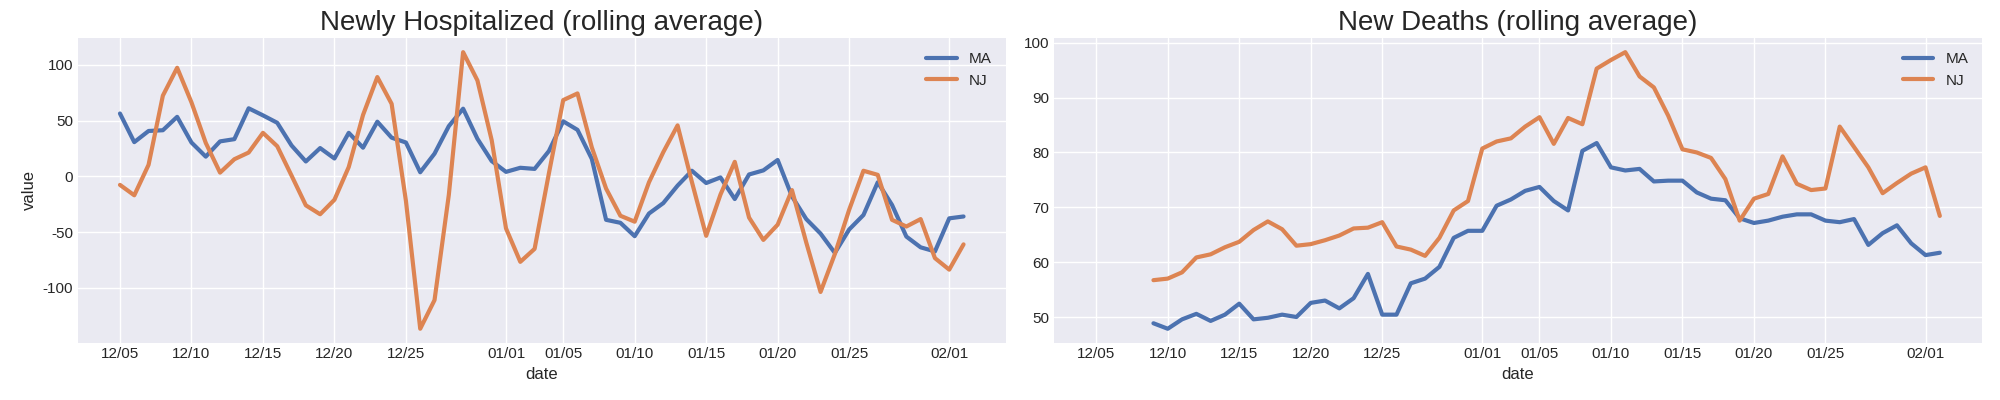 Newly Hospitalized (rolling average)
MA
NJ
100
50
0
-50
-100
value
12/05 12/10 12/15 12/20 12/25 01/01 01/05 01/10 01/15 01/20 01/25 02/01
date
New Deaths (rolling average)
MA
NJ
100
90
80
70
60
50
12/05 12/10 12/15 12/20 12/25 01/01 01/05 01/10 01/15 01/20 01/25 02/01
date